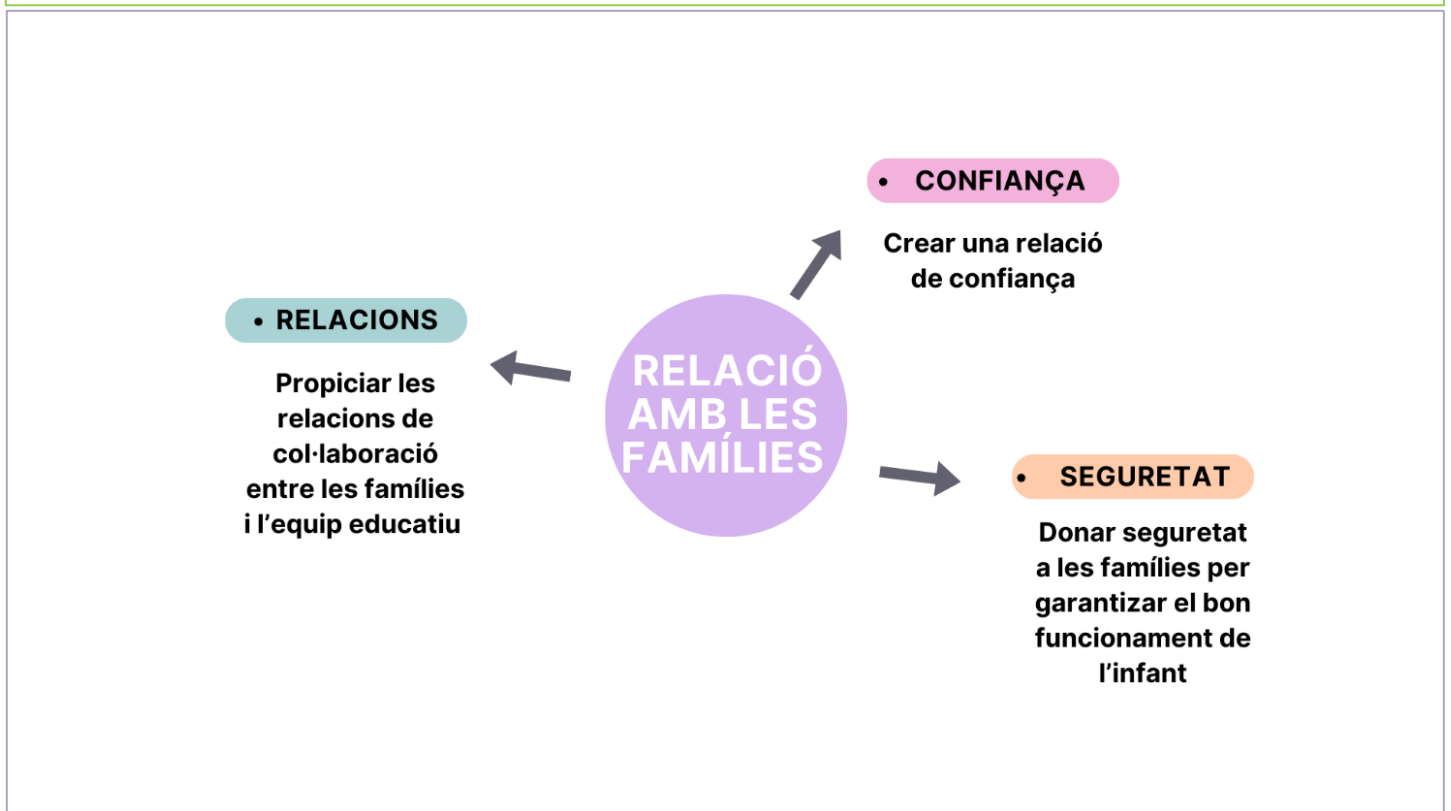 • CONFIANÇA
Crear una relació
de confiança
• RELACIONS
Propiciar les
relacions de
col·laboració
entre les famílies
i l’equip educatiu
RELACIÓ
AMB LES
FAMÍLIES
• SEGURETAT
Donar seguretat
a les famílies per
garantizar el bon
funcionament de
l’infant